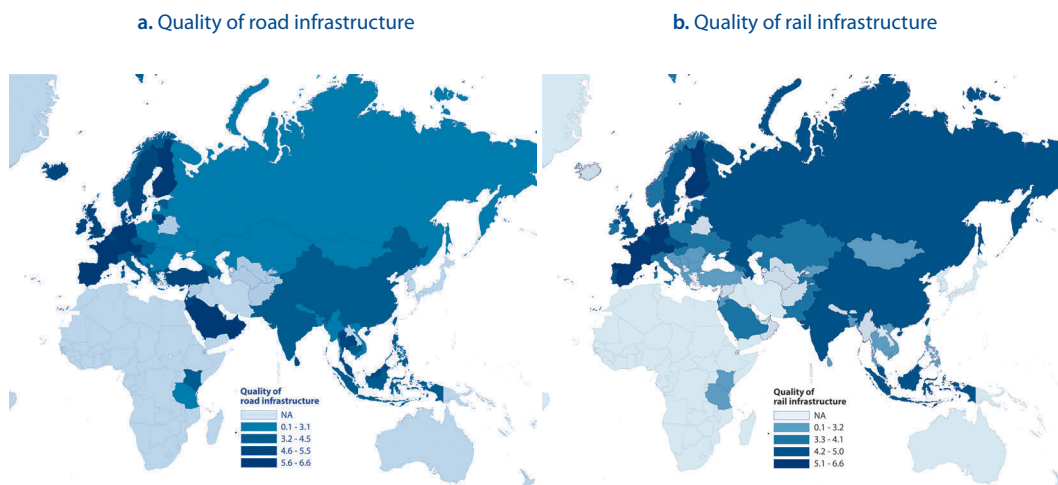 a. Quality of road infrastructure
b. Quality of rail infrastructure
Quality of
road infrastructure
NA
0.1 - 3.1
3.2 - 4.5
4.6 - 5.5
5.6 - 6.6
Quality of
rail infrastructure
NA
0.1 - 3.2
3.3 - 4.1
4.2 - 5.0
5.1 - 6.6